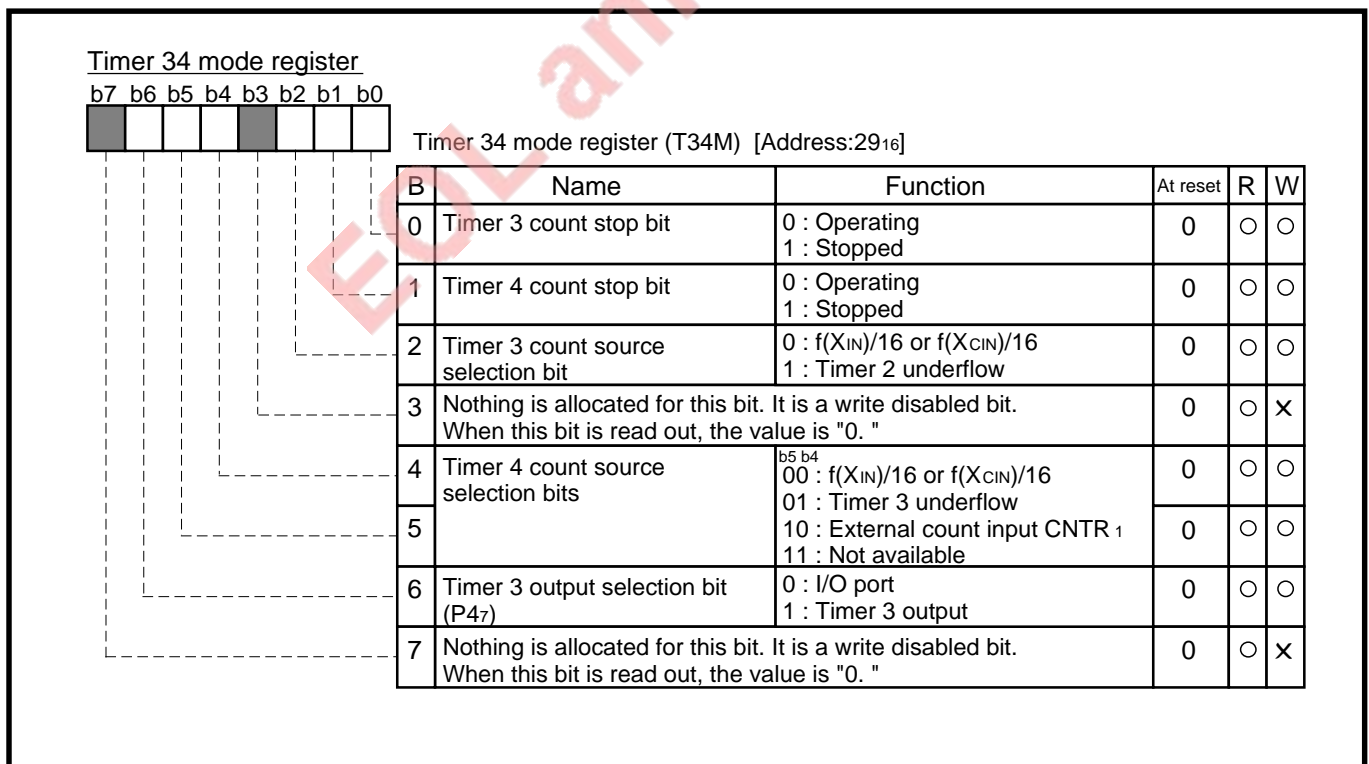 Timer 34 mode register
b7 b6 b5 b4 b3 b2 b1 b0
Timer 34 mode register (T34M) [Address:2916]
B Name Function At reset R W
0 Timer 3 count stop bit 0 : Operating 0 ○ ○
1 : Stopped
1 Timer 4 count stop bit 0 : Operating 0 ○ ○
1 : Stopped
2 Timer 3 count source 0 : f(XIN)/16 or f(XCIN)/16 0 ○ ○
selection bit 1 : Timer 2 underflow
3 Nothing is allocated for this bit. It is a write disabled bit. 0 ○ ×
When this bit is read out, the value is "0. "
4 Timer 4 count source b5 b4 0 ○ ○
selection bits 00 : f(XIN)/16 or f(XCIN)/16
01 : Timer 3 underflow
5 10 : External count input CNTR 1 0 ○ ○
11 : Not available
6 Timer 3 output selection bit 0 : I/O port 0 ○ ○
(P47) 1 : Timer 3 output
7 Nothing is allocated for this bit. It is a write disabled bit. 0 ○ ×
When this bit is read out, the value is "0. "
EOL an